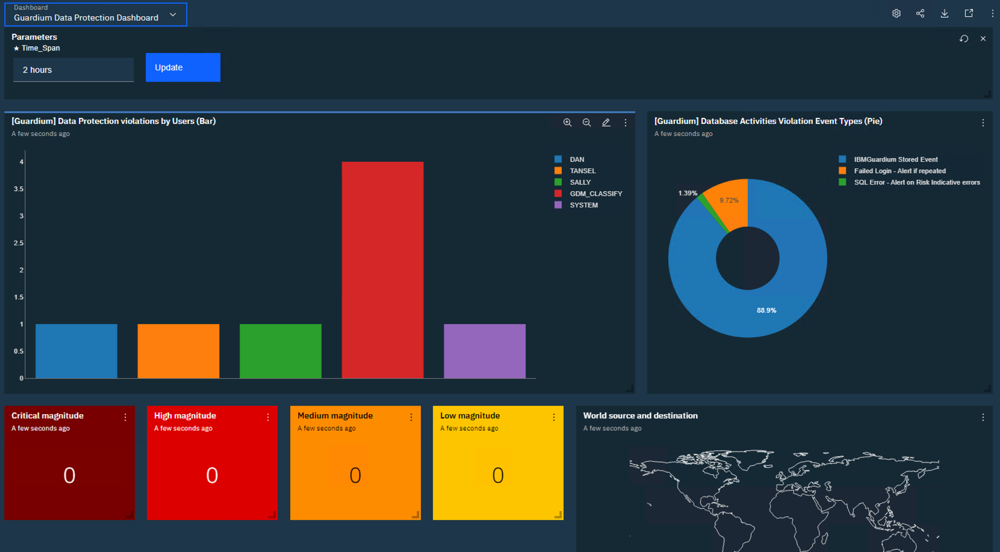 Dashboard
Guardium Data Protection Dashboard
Parameters
★ Time_Span
2 hours
Update
[Guardium] Data Protection violations by Users (Bar)
A few seconds ago
4
3.5
3
2.5
2
1.5
1
0.5
0
DAN
TANSEL
SALLY
GDM_CLASSIFY
SYSTEM
[Guardium] Database Activities Violation Event Types (Pie)
A few seconds ago
IBMGuardium Stored Event
Failed Login - Alert if repeated
SQL Error - Alert on Risk Indicative errors
1.39%
9.72%
88.9%
Critical magnitude
A few seconds ago
0
High magnitude
A few seconds ago
0
Medium magnitude
A few seconds ago
0
Low magnitude
A few seconds ago
0
World source and destination
A few seconds ago